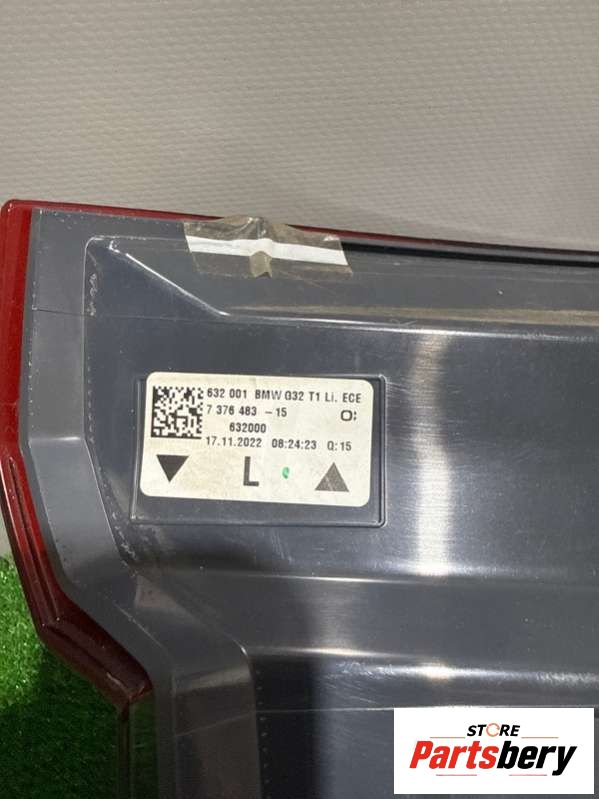 632 001 BMW G32 T1 Li. ECE
7 376 483 -15 O:
632000
17.11.2022 08:24:23 Q:15
L
STORE
Partsbery